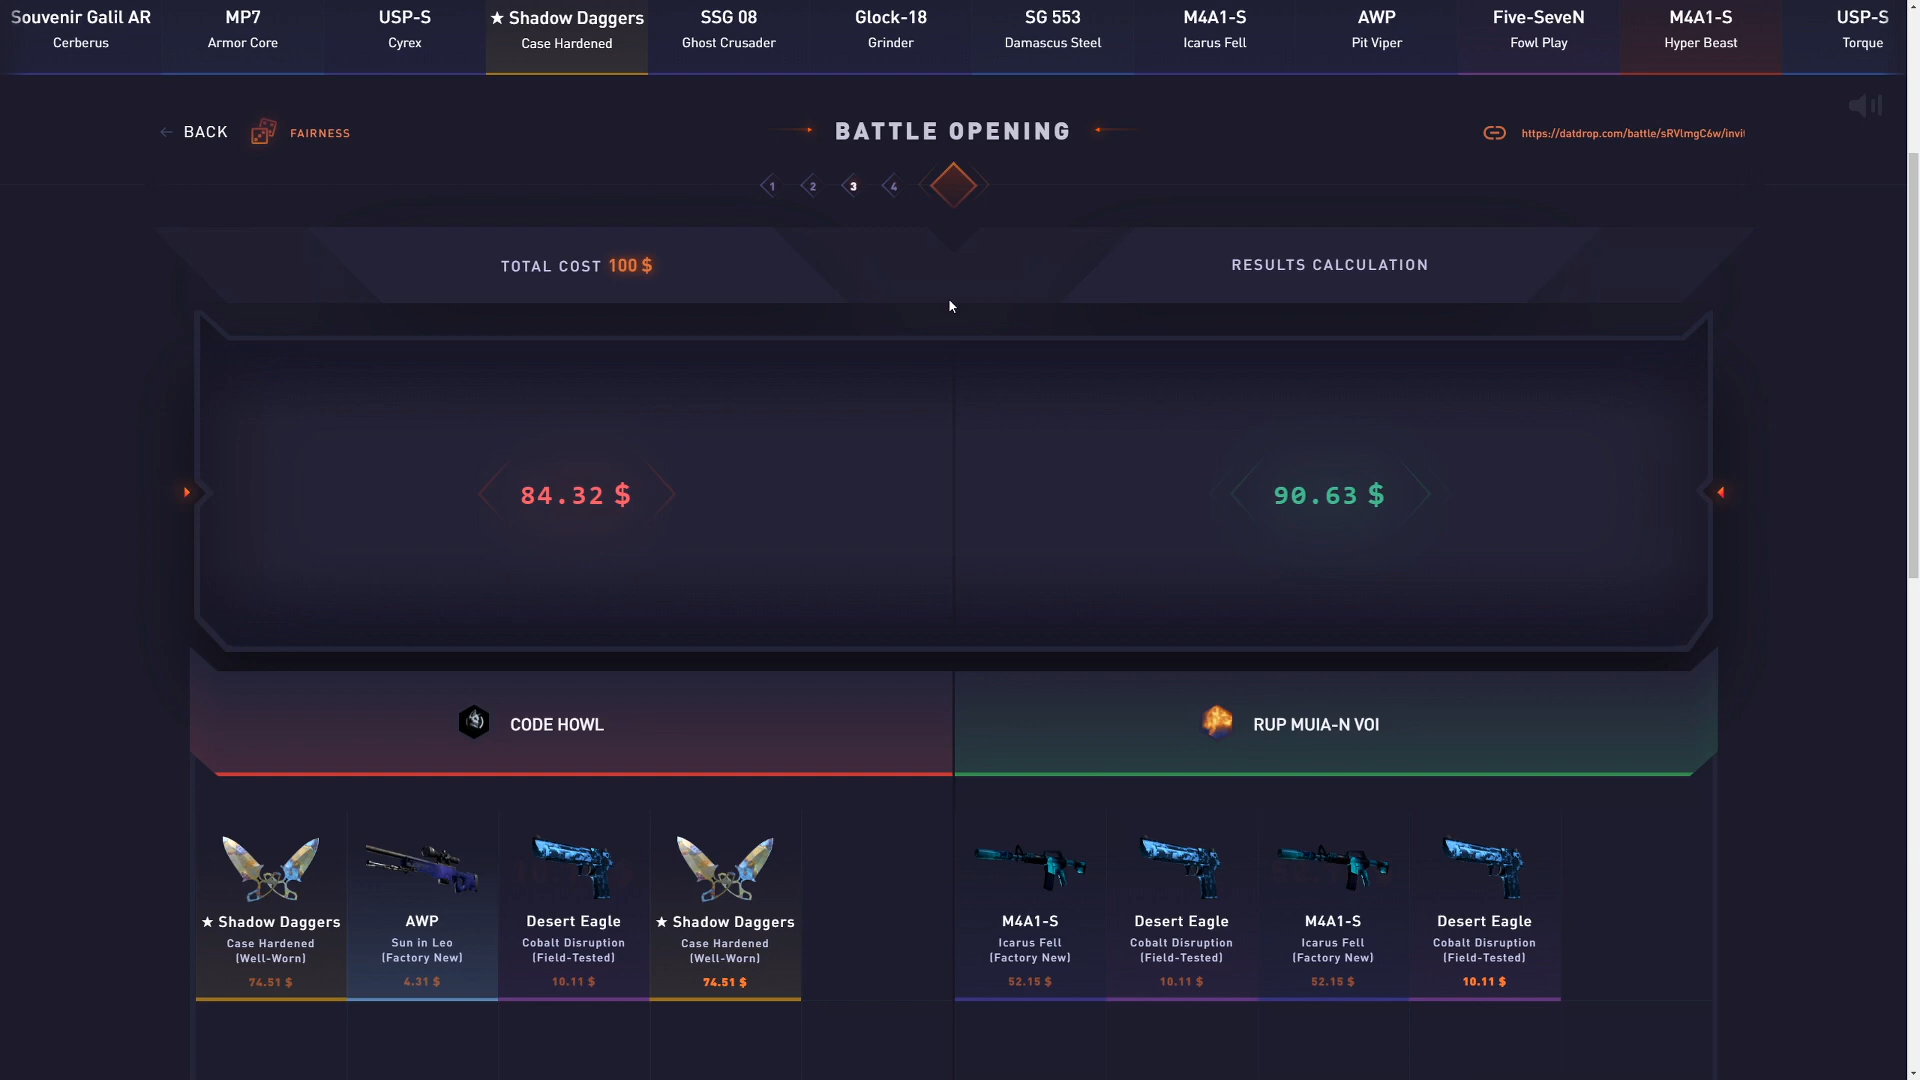 Souvenir Galil AR
Cerberus
MP7
Armor Core
USP-S
Cyrex
★ Shadow Daggers
Case Hardened
SSG 08
Ghost Crusader
Glock-18
Grinder
SG 553
Damascus Steel
M4A1-S
Icarus Fell
AWP
Pit Viper
Five-SeveN
Fowl Play
M4A1-S
Hyper Beast
USP-S
Torque
BACK
FAIRNESS
BATTLE OPENING
https://datdrop.com/battle/sRVlmgC6w/invi
1 2 3 4
TOTAL COST 100 $
RESULTS CALCULATION
84.32 $
90.63 $
CODE HOWL
RUP MUIA-N VOI
★ Shadow Daggers
Case Hardened
(Well-Worn)
74.51 $
AWP
Sun in Leo
(Factory New)
4.31 $
Desert Eagle
Cobalt Disruption
(Field-Tested)
10.11 $
★ Shadow Daggers
Case Hardened
(Well-Worn)
74.51 $
M4A1-S
Icarus Fell
(Factory New)
52.15 $
Desert Eagle
Cobalt Disruption
(Field-Tested)
10.11 $
M4A1-S
Icarus Fell
(Factory New)
52.15 $
Desert Eagle
Cobalt Disruption
(Field-Tested)
10.11 $